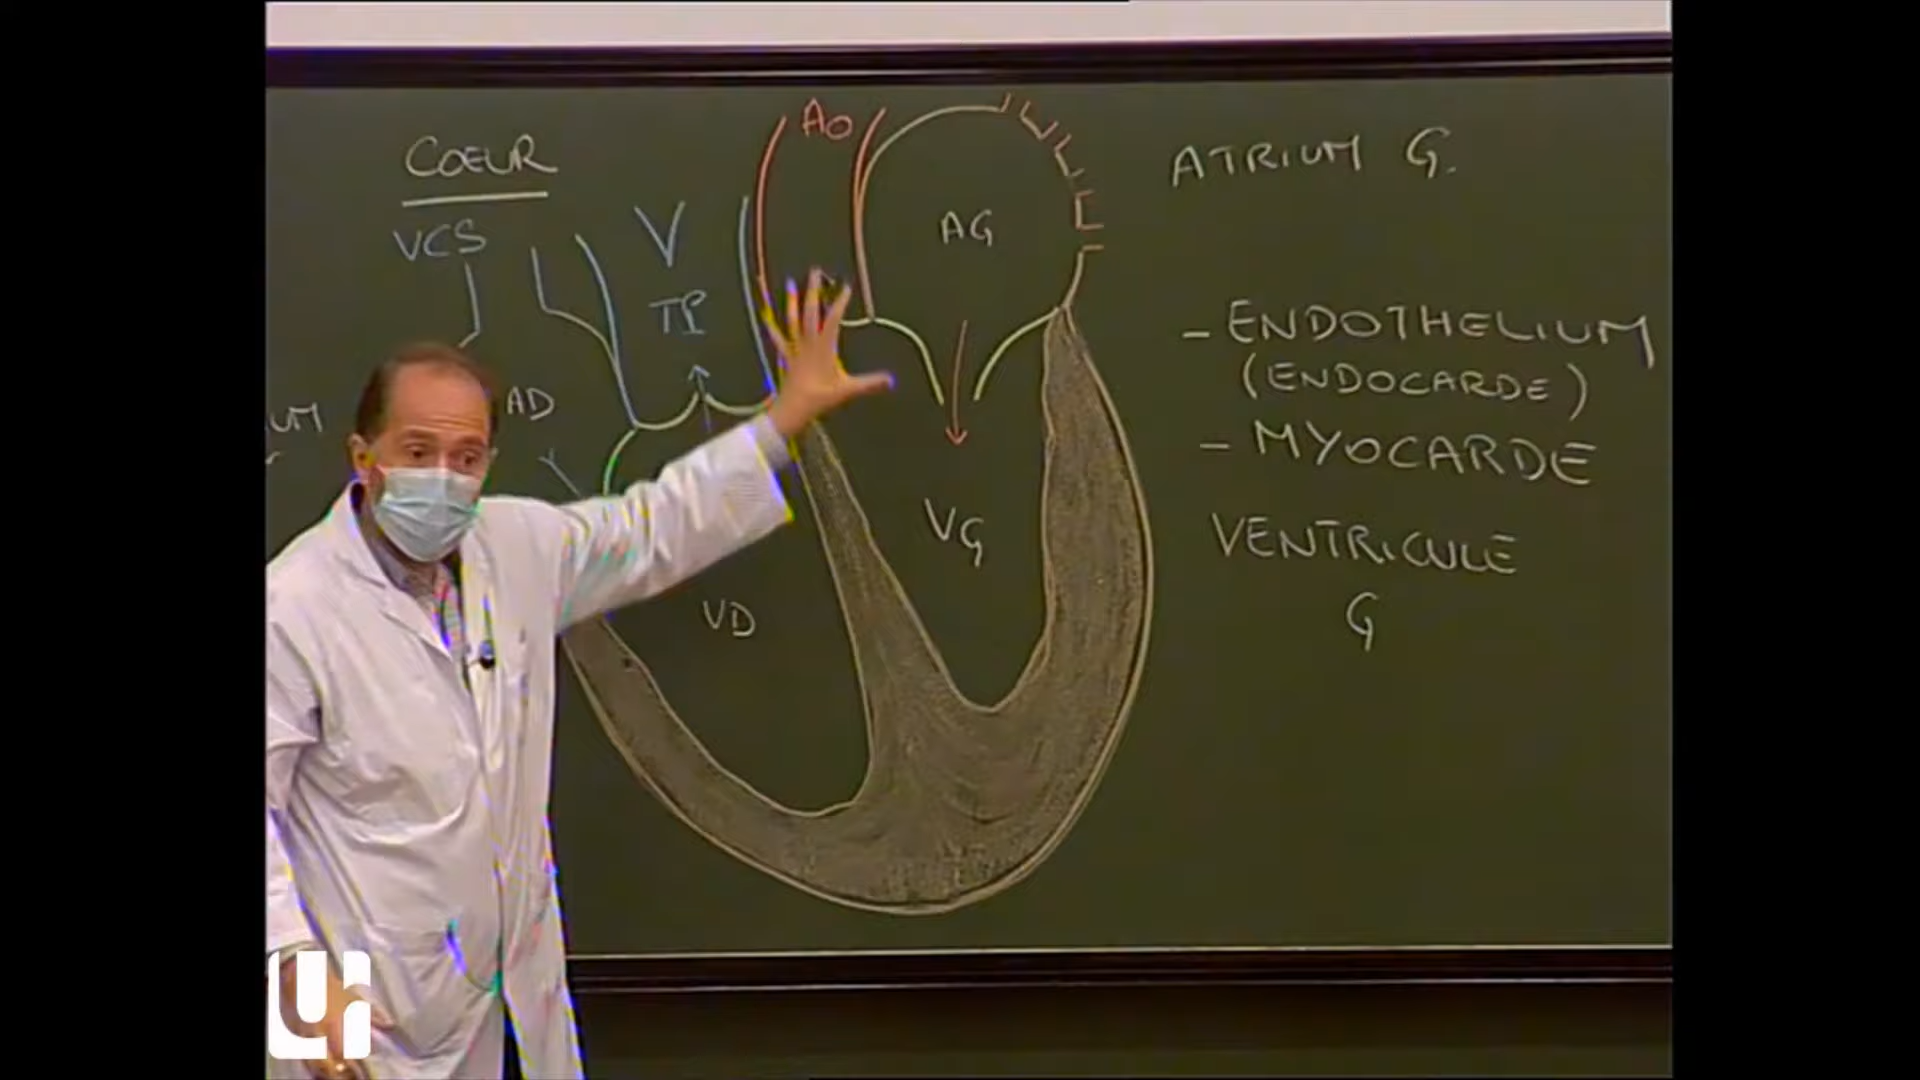 COEUR
VCS
V
TP
Ao
AG
AD
VD
VG
ATRIUM G.
- ENDOTHELIUM
(ENDOCARDE)
- MYOCARDE
VENTRICULE
G